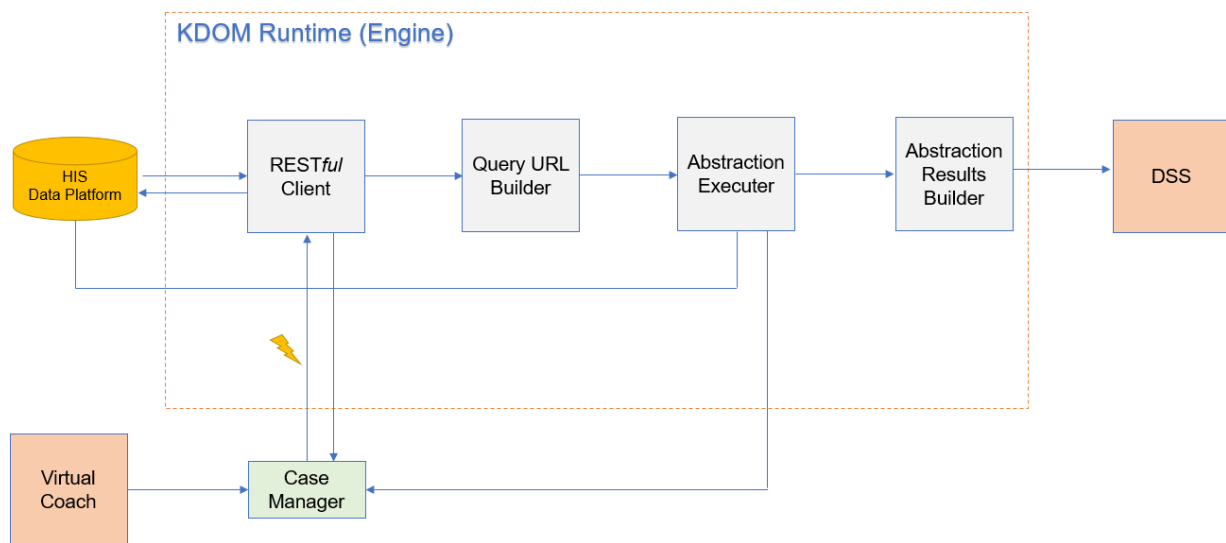 KDOM Runtime (Engine)
HIS
Data Platform
RESTful
Client
Query URL
Builder
Abstraction
Executer
Abstraction
Results
Builder
DSS
Virtual
Coach
Case
Manager